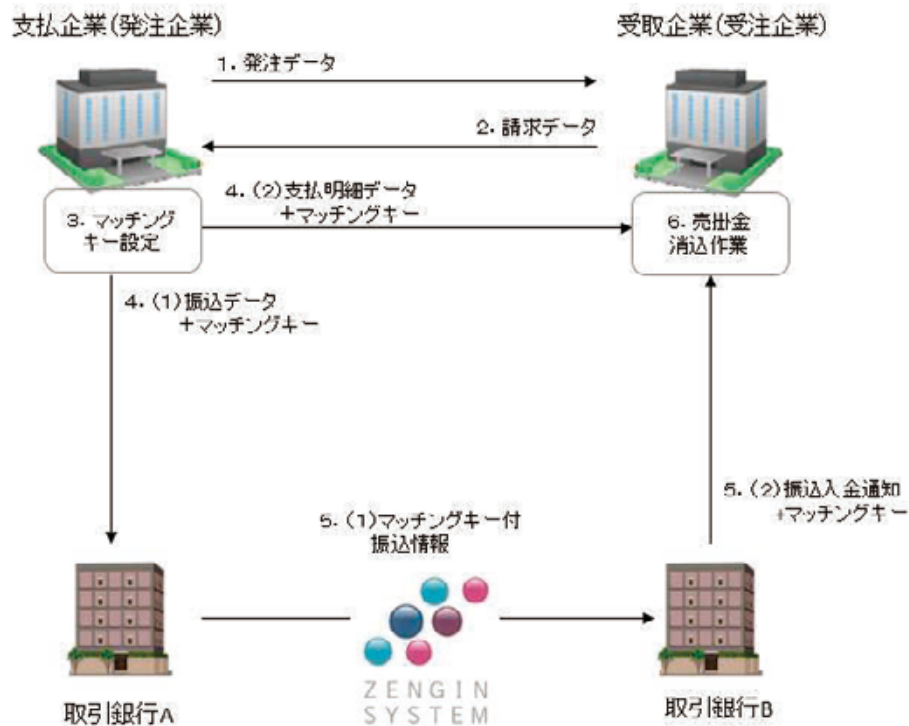 支払企業(発注企業)
受取企業(受注企業)
1. 発注データ
2. 請求データ
4. (2)支払明細データ
+マッチングキー
3. マッチング
キー設定
6. 売掛金
消込作業
4. (1)振込データ
+マッチングキー
5. (2)振込入金通知
+マッチングキー
5. (1)マッチングキー付
振込情報
取引銀行A
ZENGIN
SYSTEM
取引銀行B